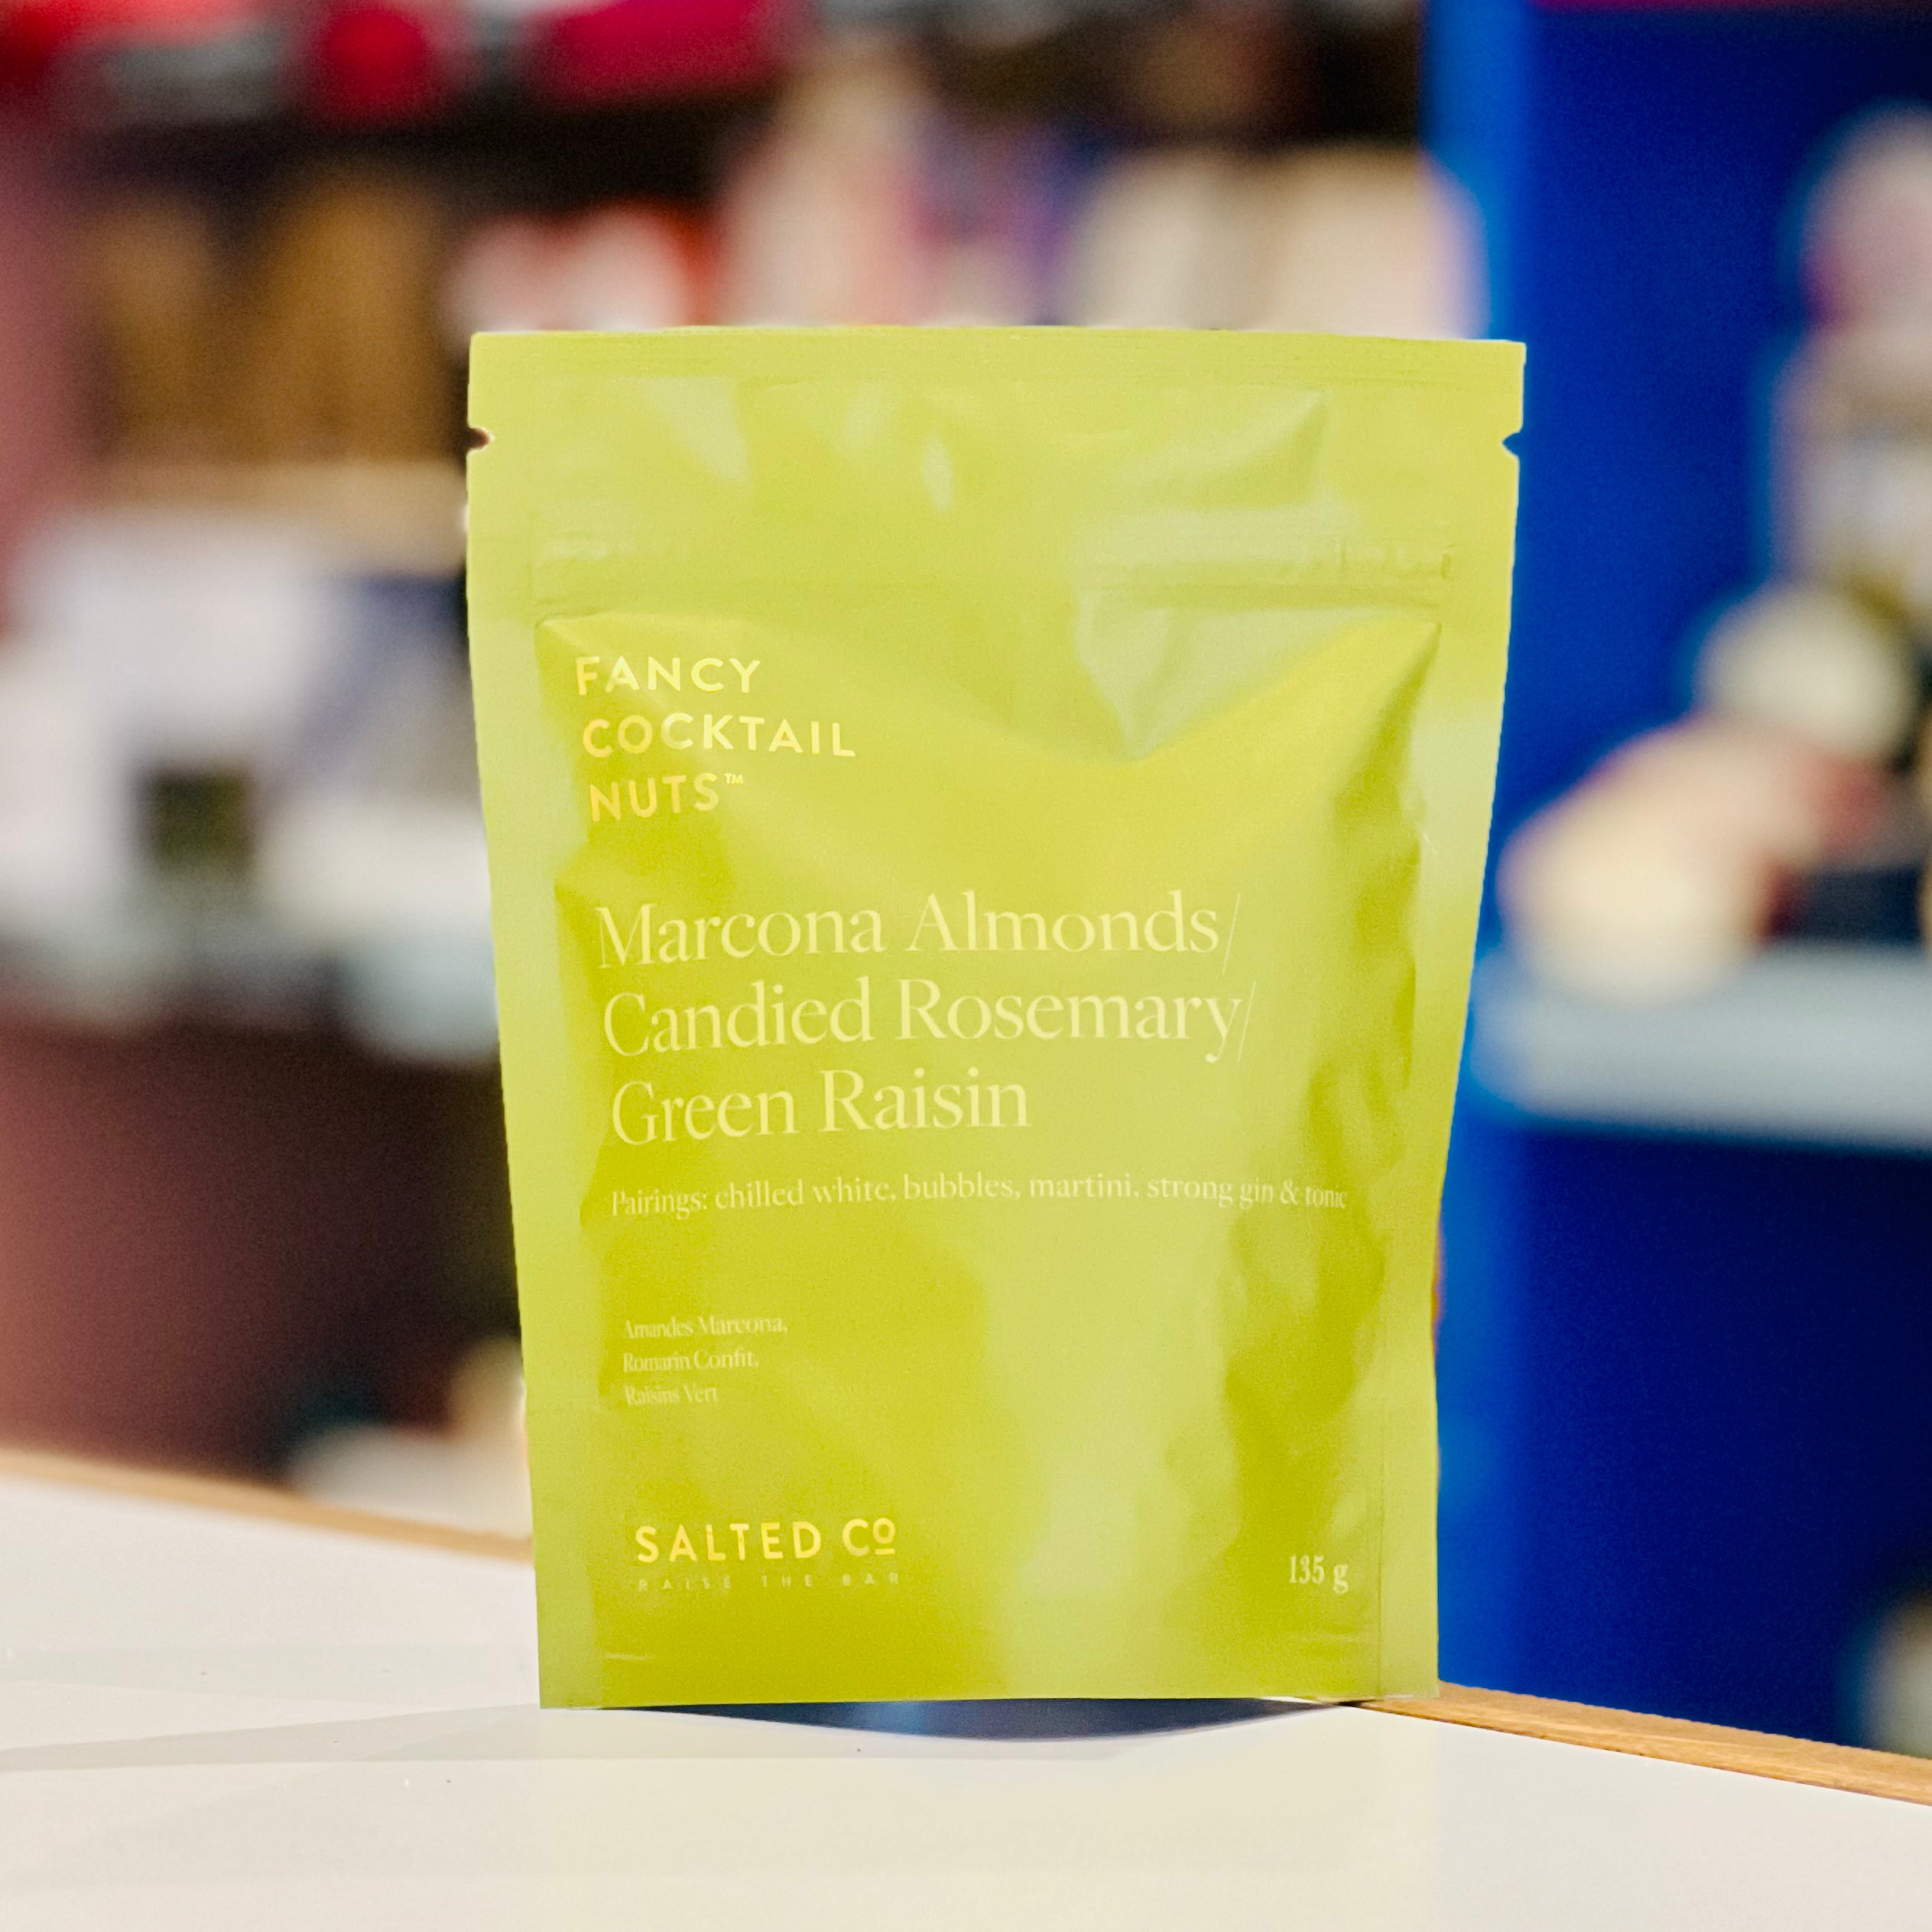 FANCY
COCKTAIL
NUTS™
Marcona Almonds/
Candied Rosemary/
Green Raisin
Pairings: chilled white, bubbles, martini, strong gin & tonic
Amandes Marcona,
Romarin Confit,
Raisins Vert
SALTED Cº
RAISE THE BAR
135 g